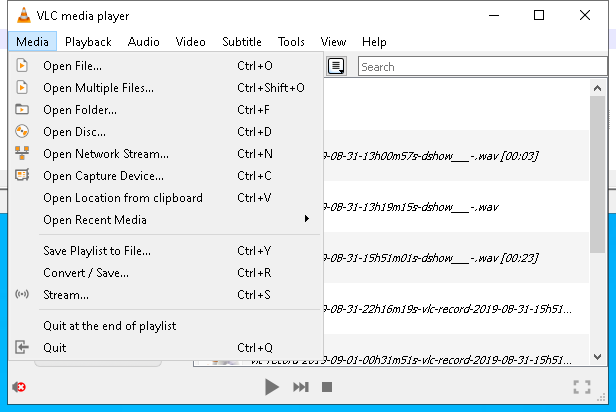 VLC media player
Media Playback Audio Video Subtitle Tools View Help
Open File... Ctrl+O
Open Multiple Files... Ctrl+Shift+O
Open Folder... Ctrl+F
Open Disc... Ctrl+D
Open Network Stream... Ctrl+N
Open Capture Device... Ctrl+C
Open Location from clipboard Ctrl+V
Open Recent Media
Save Playlist to File... Ctrl+Y
Convert / Save... Ctrl+R
Stream... Ctrl+S
Quit at the end of playlist
Quit Ctrl+Q
Search
9-08-31-13h00m57s-dshow___-.wav [00:03]
9-08-31-13h19m15s-dshow___-.wav
9-08-31-15h51m01s-dshow___-.wav [00:23]
9-08-31-22h16m19s-vlc-record-2019-08-31-15h51...
vlc-record-2019-09-01-00h31m51s-vlc-record-2019-08-31-15h51...